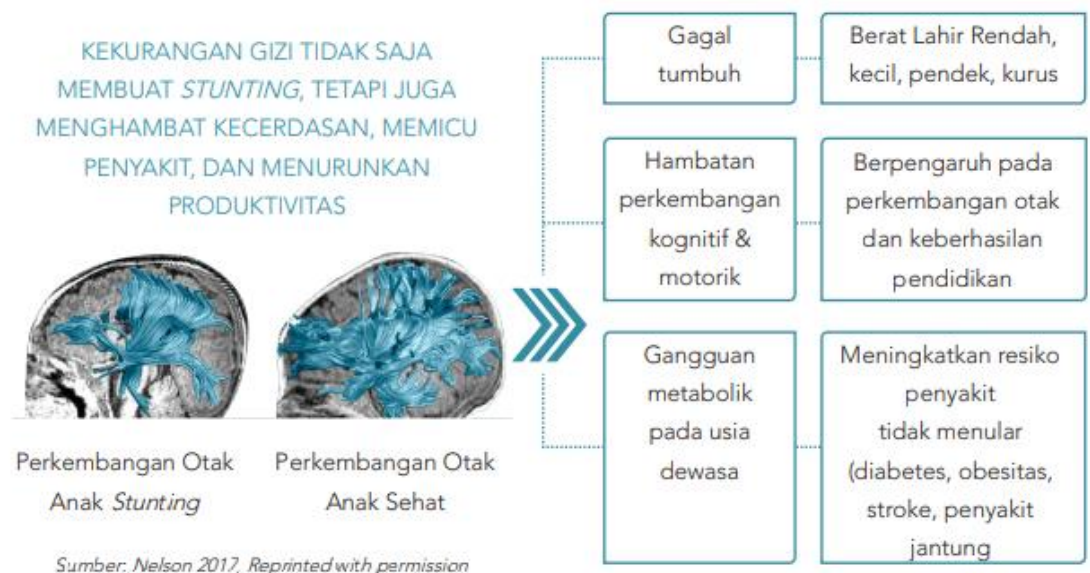 KEKURANGAN GIZI TIDAK SAJA
MEMBUAT STUNTING, TETAPI JUGA
MENGHAMBAT KECERDASAN, MEMICU
PENYAKIT, DAN MENURUNKAN
PRODUKTIVITAS
Perkembangan Otak
Anak Stunting
Perkembangan Otak
Anak Sehat
Sumber: Nelson 2017, Reprinted with permission
Gagal
tumbuh
Berat Lahir Rendah,
kecil, pendek, kurus
Hambatan
perkembangan
kognitif &
motorik
Berpengaruh pada
perkembangan otak
dan keberhasilan
pendidikan
Gangguan
metabolik
pada usia
dewasa
Meningkatkan resiko
penyakit
tidak menular
(diabetes, obesitas,
stroke, penyakit
jantung